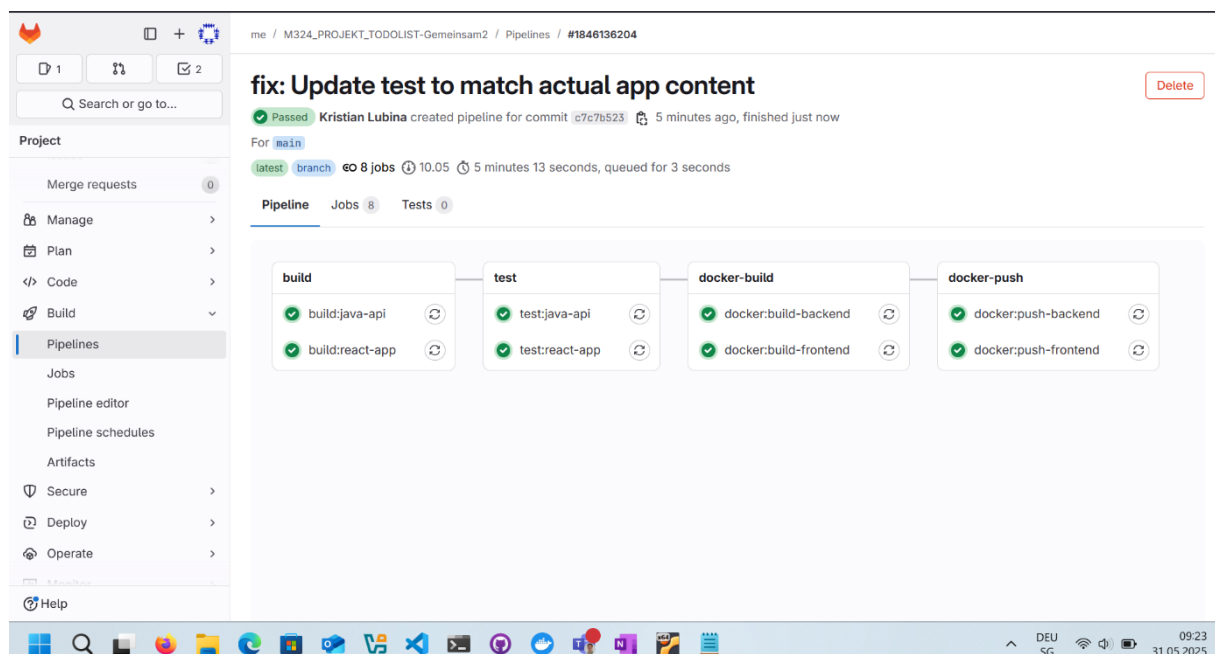 me / M324_PROJEKT_TODOLIST-Gemeinsam2 / Pipelines / #1846136204
1
2
Search or go to...
Project
Merge requests 0
Manage
Plan
Code
Build
Pipelines
Jobs
Pipeline editor
Pipeline schedules
Artifacts
Secure
Deploy
Operate
Monitor
Help
fix: Update test to match actual app content
Delete
Passed Kristian Lubina created pipeline for commit c7c7b523 5 minutes ago, finished just now
For main
latest branch 8 jobs 10.05 5 minutes 13 seconds, queued for 3 seconds
Pipeline Jobs 8 Tests 0
build
build:java-api
build:react-app
test
test:java-api
test:react-app
docker-build
docker:build-backend
docker:build-frontend
docker-push
docker:push-backend
docker:push-frontend
DEU
SG
09:23
31.05.2025